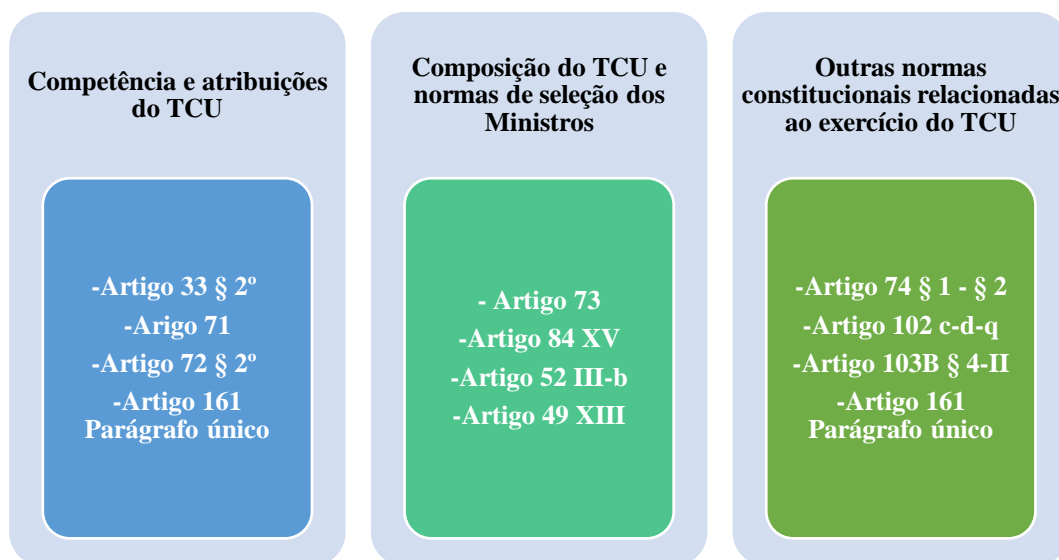 Competência e atribuições
do TCU
-Artigo 33 § 2º
-Arigo 71
-Artigo 72 § 2º
-Artigo 161
Parágrafo único
Composição do TCU e
normas de seleção dos
Ministros
- Artigo 73
-Artigo 84 XV
-Artigo 52 III-b
-Artigo 49 XIII
Outras normas
constitucionais relacionadas
ao exercício do TCU
-Artigo 74 § 1 - § 2
-Artigo 102 c-d-q
-Artigo 103B § 4-II
-Artigo 161
Parágrafo único